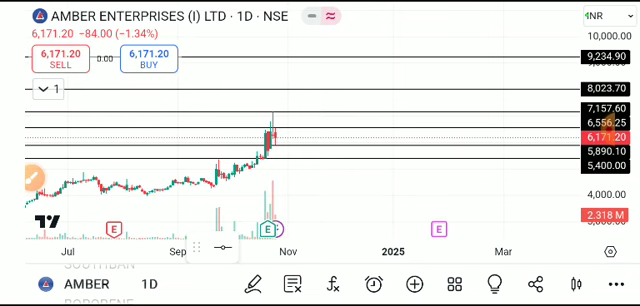 AMBER ENTERPRISES (I) LTD · 1D · NSE
INR
6,171.20 −84.00 (−1.34%)
10,000.00
6,171.20
SELL
0.00
6,171.20
BUY
9,234.90
1
8,023.70
7,157.60
6,556.25
6,171.20
5,890.10
5,400.00
4,000.00
2.318 M
E
E
E
Jul
Sep
Nov
2025
Mar
AMBER 1D